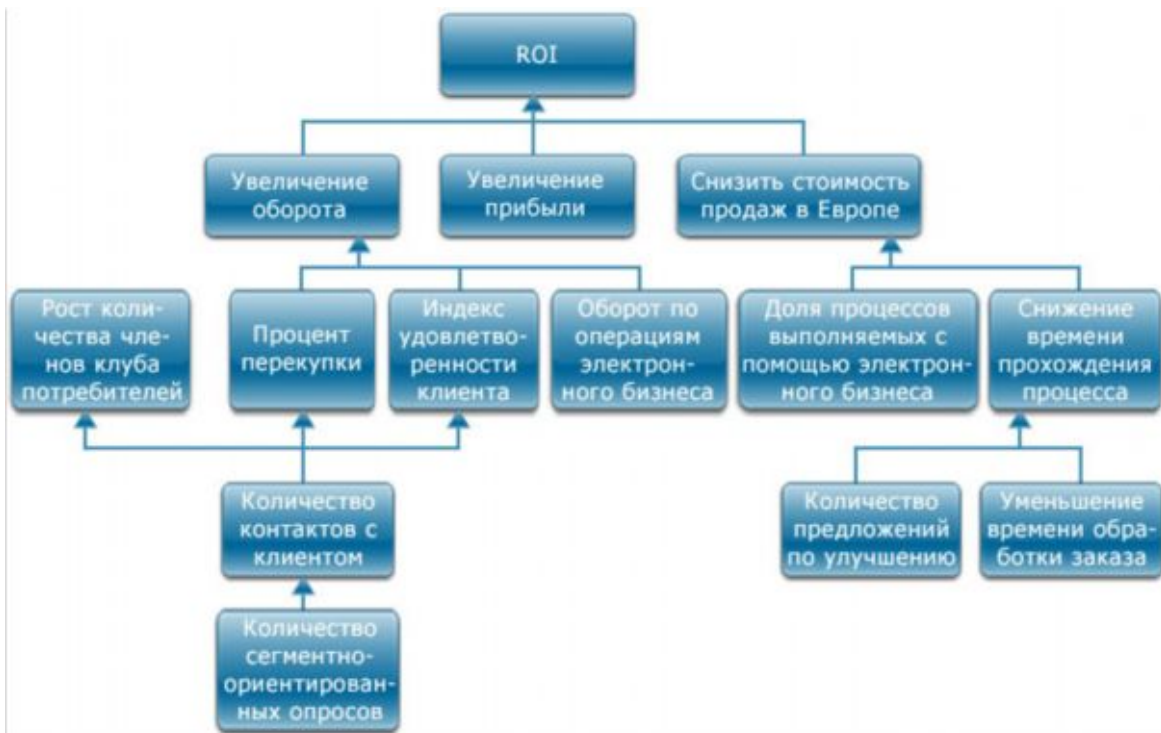 ROI
Увеличение
оборота
Увеличение
прибыли
Снизить стоимость
продаж в Европе
Рост коли-
чества чле-
нов клуба
потребителей
Процент
перекупки
Индекс
удовлетво-
ренности
клиента
Оборот по
операциям
электрон-
ного бизнеса
Доля процессов
выполняемых с
помощью электрон-
ного бизнеса
Снижение
времени
прохождения
процесса
Количество
контактов с
клиентом
Количество
предложений
по улучшению
Уменьшение
времени обра-
ботки заказа
Количество
сегментно-
ориентирован-
ных опросов